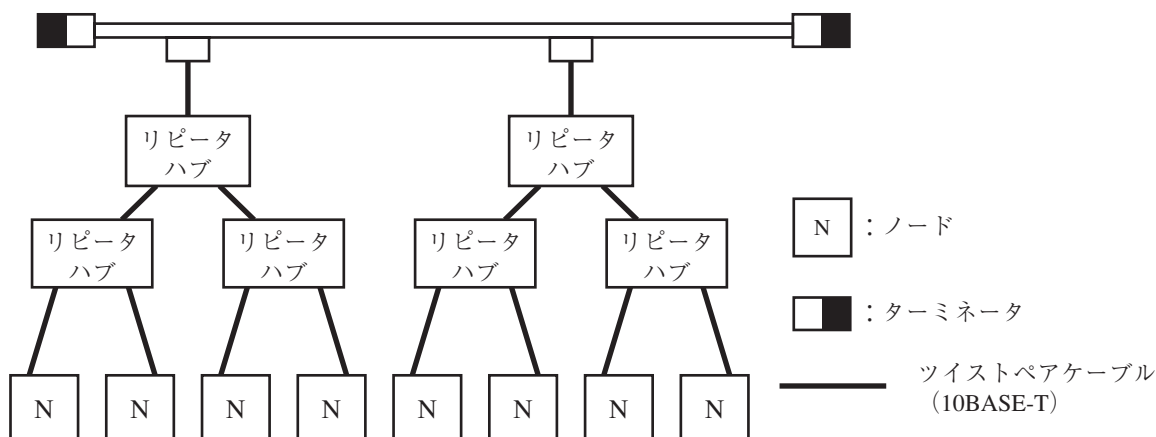 リピータ
ハブ
リピータ
ハブ
リピータ
ハブ
リピータ
ハブ
リピータ
ハブ
リピータ
ハブ
N :ノード
:ターミネータ
ツイストペアケーブル
(10BASE-T)
N N N N N N N N